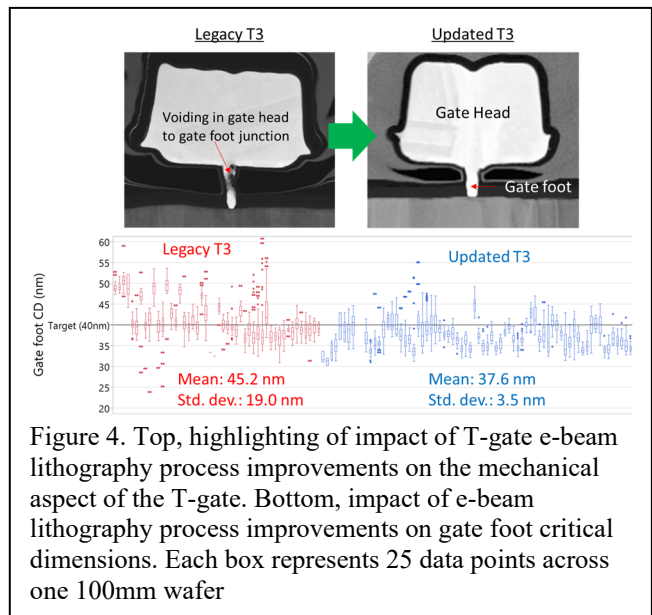 Legacy T3
Updated T3
Voiding in gate head
to gate foot junction
Gate Head
Gate foot
Gate foot CD (nm)
60
55
50
45
Target (40nm)
35
30
25
20
Legacy T3
Updated T3
Mean: 45.2 nm
Std. dev.: 19.0 nm
Mean: 37.6 nm
Std. dev.: 3.5 nm
Figure 4. Top, highlighting of impact of T-gate e-beam
lithography process improvements on the mechanical
aspect of the T-gate. Bottom, impact of e-beam
lithography process improvements on gate foot critical
dimensions. Each box represents 25 data points across
one 100mm wafer